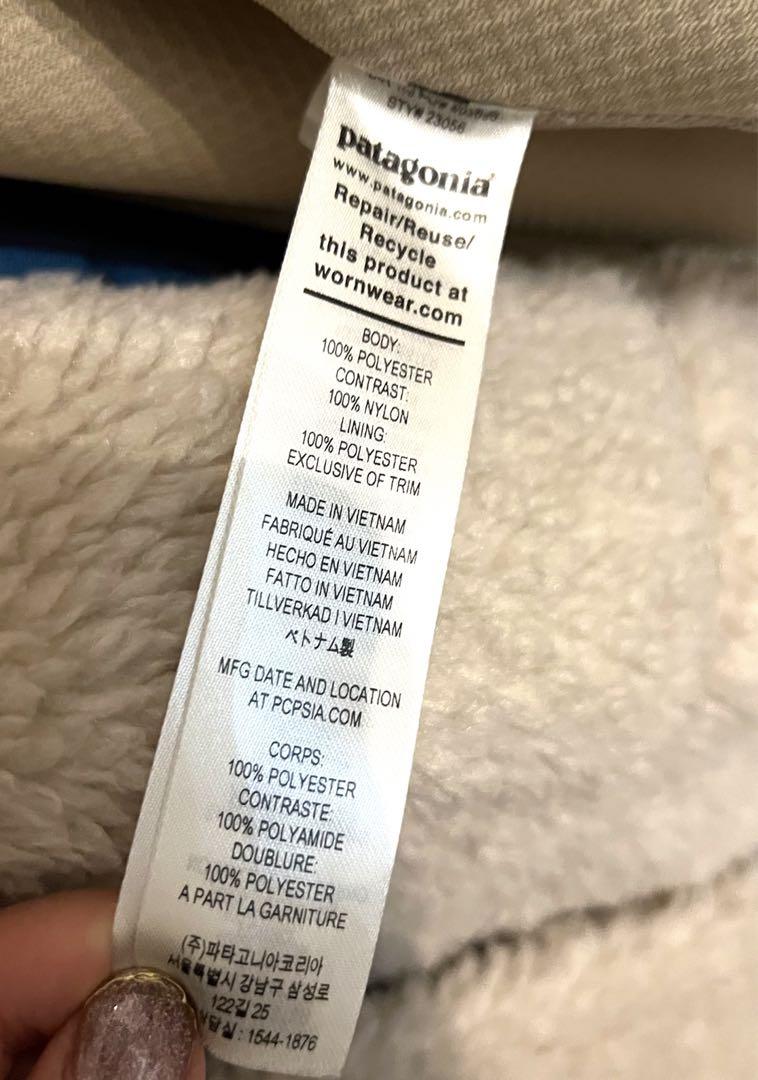 STY# 23056
patagonia®
www.patagonia.com
Repair/Reuse/
Recycle
this product at
wornwear.com
BODY:
100% POLYESTER
CONTRAST:
100% NYLON
LINING:
100% POLYESTER
EXCLUSIVE OF TRIM
MADE IN VIETNAM
FABRIQUÉ AU VIETNAM
HECHO EN VIETNAM
FATTO IN VIETNAM
TILLVERKAD I VIETNAM
ベトナム製
MFG DATE AND LOCATION
AT PCPSIA.COM
CORPS:
100% POLYESTER
CONTRASTE:
100% POLYAMIDE
DOUBLURE:
100% POLYESTER
A PART LA GARNITURE
(주)파타고니아코리아
서울특별시 강남구 삼성로
122길 25
: 1544-1876